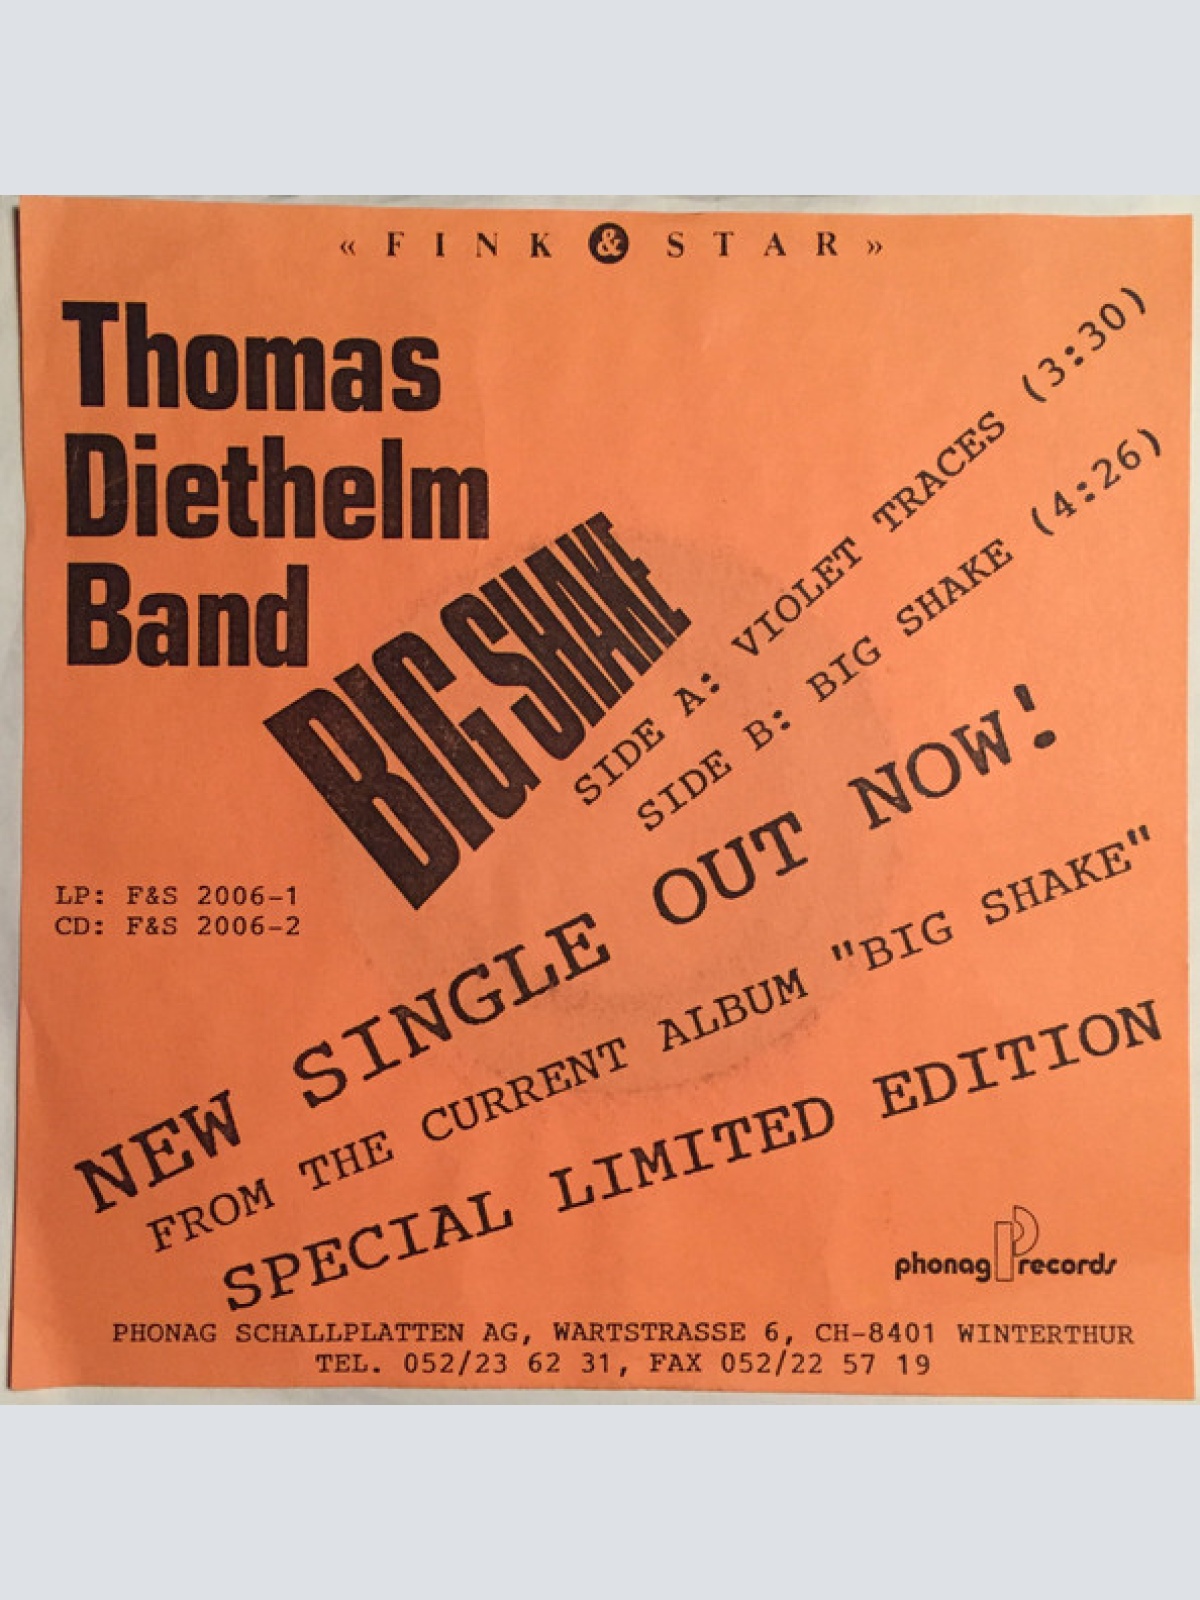 « FINK & STAR »
Thomas
Diethelm
Band
BIG SHAKE
SIDE A: VIOLET TRACES (3:30)
SIDE B: BIG SHAKE (4:26)
LP: F&S 2006-1
CD: F&S 2006-2
NEW SINGLE OUT NOW!
FROM THE CURRENT ALBUM "BIG SHAKE"
SPECIAL LIMITED EDITION
phonag records
PHONAG SCHALLPLATTEN AG, WARTSTRASSE 6, CH-8401 WINTERTHUR
TEL. 052/23 62 31, FAX 052/22 57 19